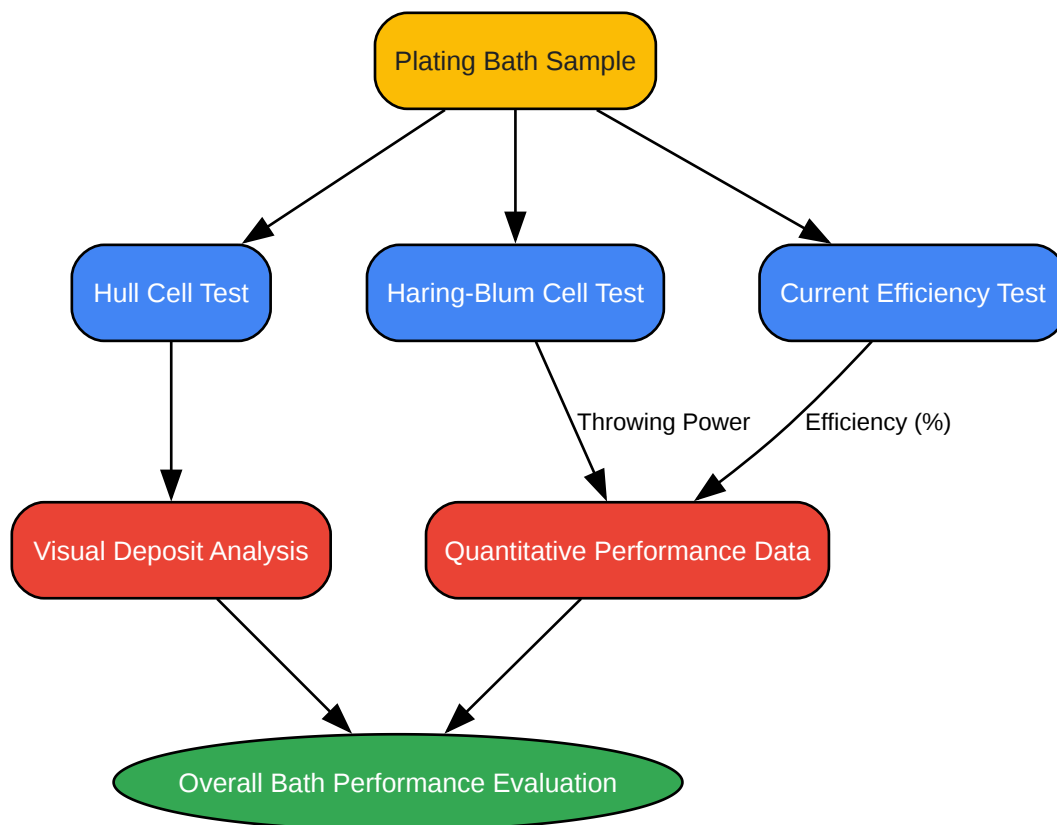 Plating Bath Sample
Hull Cell Test
Haring-Blum Cell Test
Current Efficiency Test
Throwing Power
Efficiency (%)
Visual Deposit Analysis
Quantitative Performance Data
Overall Bath Performance Evaluation